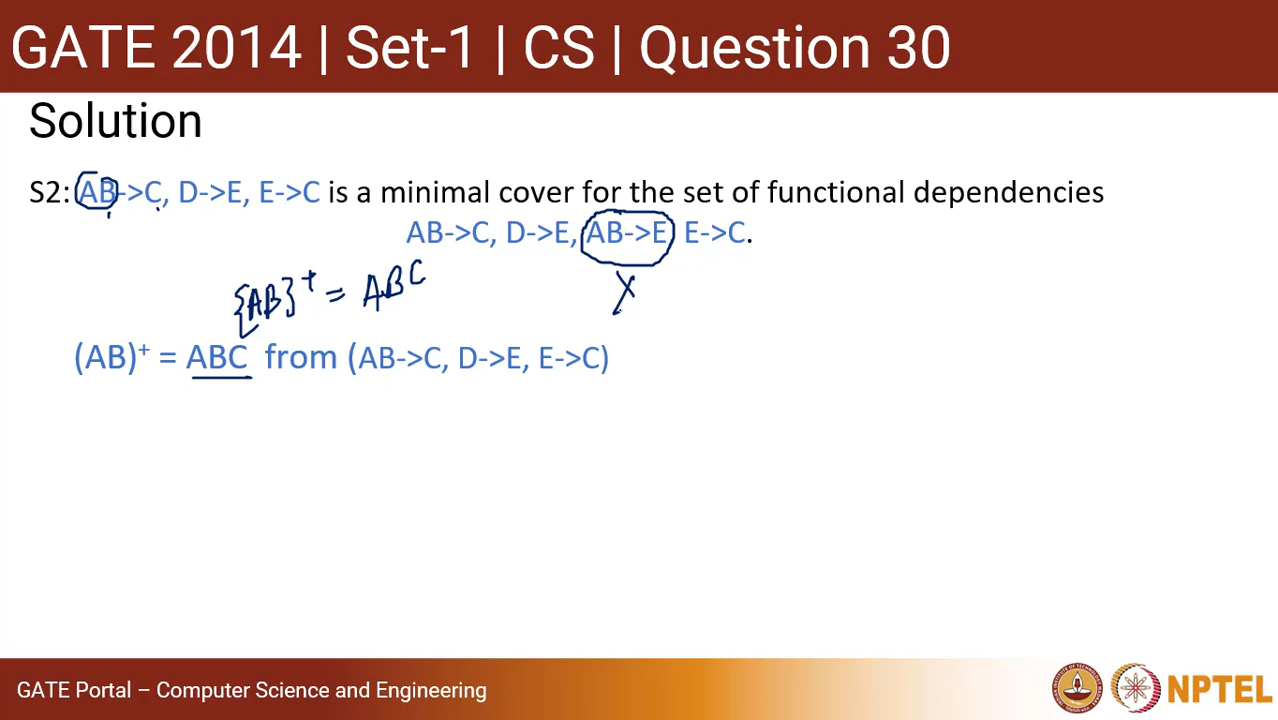 GATE 2014 | Set-1 | CS | Question 30
Solution
S2: AB->C, D->E, E->C is a minimal cover for the set of functional dependencies
AB->C, D->E, AB->E, E->C.
{AB}+ = ABC
X
(AB)+ = ABC from (AB->C, D->E, E->C)
GATE Portal – Computer Science and Engineering
NPTEL